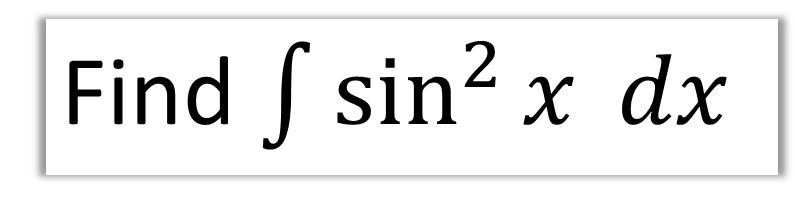 Find ∫ sin² x dx